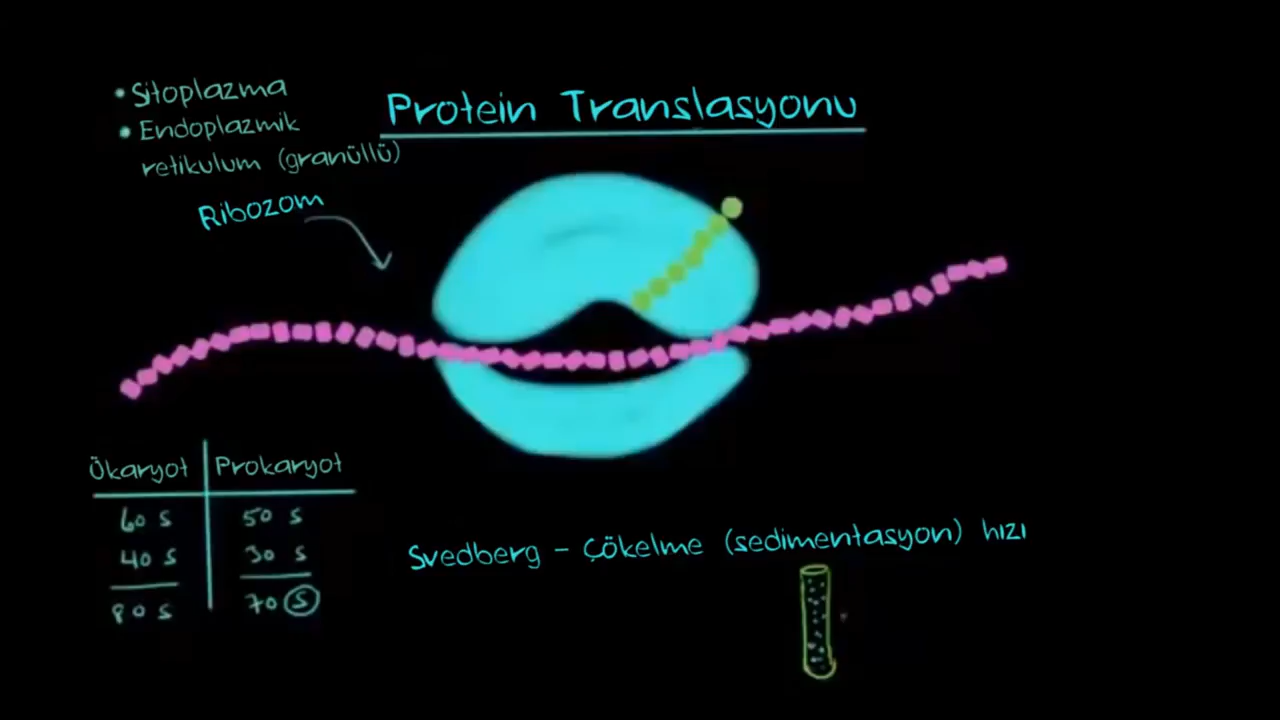 Protein Translasyonu
• Sitoplazma
• Endoplazmik
retikulum (granüllü)
Ribozom
Ökaryot Prokaryot
60 S 50 S
40 S 30 S
80 S 70 S
Svedberg - Çökelme (sedimentasyon) hızı